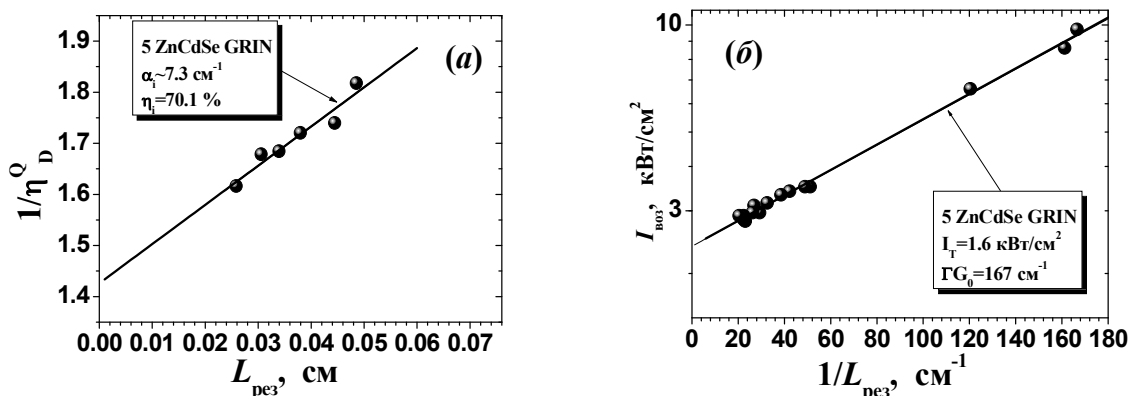 1.9
1.8
1.7
1.6
1.5
1.4
1/η^Q_D
5 ZnCdSe GRIN
α_i~7.3 см^-1
η_i=70.1 %
(а)
0.00 0.01 0.02 0.03 0.04 0.05 0.06 0.07
L_рез, см
10
3
I_воз, кВт/см^2
(б)
5 ZnCdSe GRIN
I_T=1.6 кВт/см^2
ΓG_0=167 см^-1
0 20 40 60 80 100 120 140 160 180
1/L_рез, см^-1